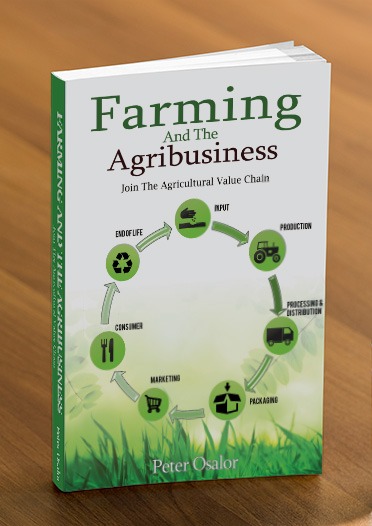 Farming
And The
Agribusiness
Join The Agricultural Value Chain
INPUT
PRODUCTION
PROCESSING &
DISTRIBUTION
PACKAGING
MARKETING
CONSUMER
END OF LIFE
Peter Osalor
FARMING AND THE AGRIBUSINESS
Join The Agricultural Value Chain
Peter Osalor